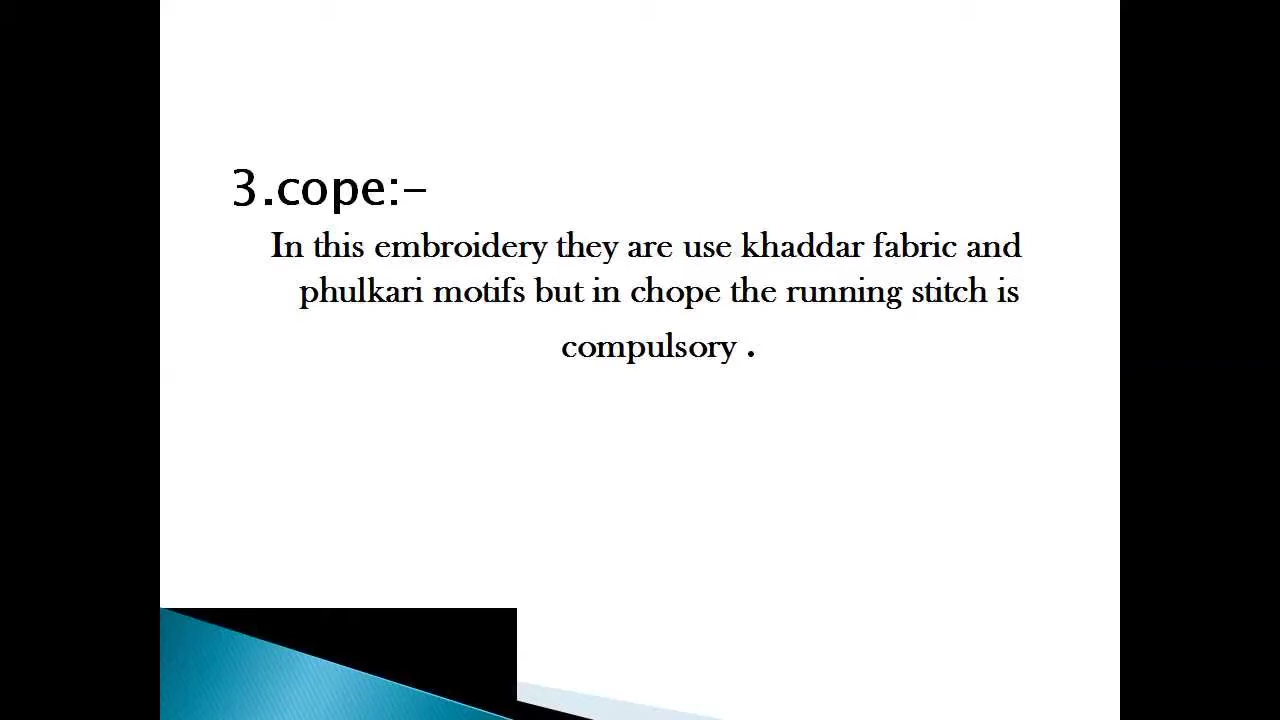 3.cope:-
In this embroidery they are use khaddar fabric and
phulkari motifs but in chope the running stitch is
compulsory .